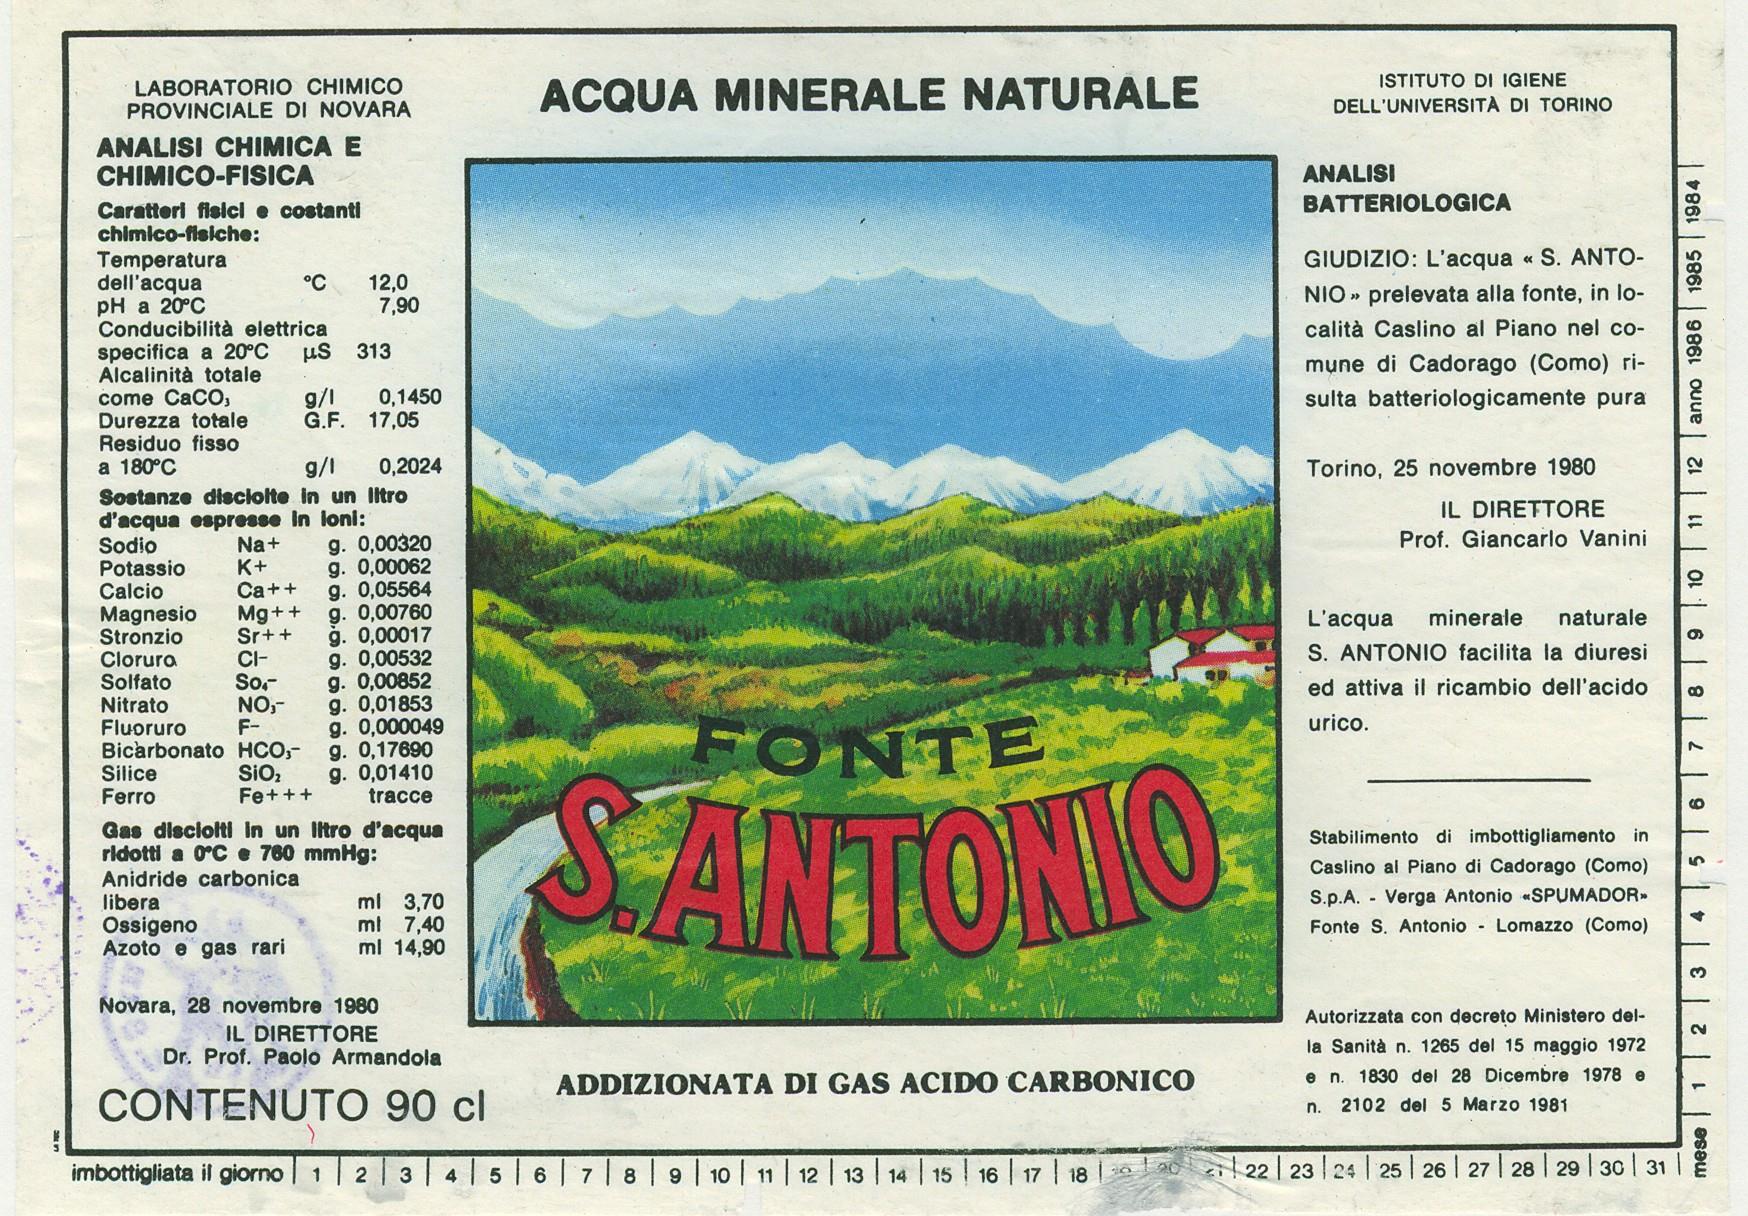 LABORATORIO CHIMICO
PROVINCIALE DI NOVARA
ANALISI CHIMICA E
CHIMICO-FISICA
Caratteri fisici e costanti
chimico-fisiche:
Temperatura
dell'acqua °C 12,0
pH a 20°C 7,90
Conducibilità elettrica
specifica a 20°C µS 313
Alcalinità totale
come CaCO₃ g/l 0,1450
Durezza totale G.F. 17,05
Residuo fisso
a 180°C g/l 0,2024
Sostanze disciolte in un litro
d'acqua espresse in ioni:
Sodio Na+ g. 0,00320
Potassio K+ g. 0,00062
Calcio Ca++ g. 0,05564
Magnesio Mg++ g. 0,00760
Stronzio Sr++ g. 0,00017
Cloruro Cl- g. 0,00532
Solfato So₄- g. 0,00852
Nitrato NO₃- g. 0,01853
Fluoruro F- g. 0,000049
Bicarbonato HCO₃- g. 0,17690
Silice SiO₂ g. 0,01410
Ferro Fe+++ tracce
Gas disciolti in un litro d'acqua
ridotti a 0°C e 760 mmHg:
Anidride carbonica
libera ml 3,70
Ossigeno ml 7,40
Azoto e gas rari ml 14,90
Novara, 28 novembre 1980
IL DIRETTORE
Dr. Prof. Paolo Armandola
CONTENUTO 90 cl
ACQUA MINERALE NATURALE
FONTE
S. ANTONIO
ADDIZIONATA DI GAS ACIDO CARBONICO
ISTITUTO DI IGIENE
DELL'UNIVERSITÀ DI TORINO
ANALISI
BATTERIOLOGICA
GIUDIZIO: L'acqua « S. ANTO-
NIO » prelevata alla fonte, in lo-
calità Caslino al Piano nel co-
mune di Cadorago (Como) ri-
sulta batteriologicamente pura
Torino, 25 novembre 1980
IL DIRETTORE
Prof. Giancarlo Vanini
L'acqua minerale naturale
S. ANTONIO facilita la diuresi
ed attiva il ricambio dell'acido
urico.
Stabilimento di imbottigliamento in
Caslino al Piano di Cadorago (Como)
S.p.A. - Verga Antonio «SPUMADOR»
Fonte S. Antonio - Lomazzo (Como)
Autorizzata con decreto Ministero del-
la Sanità n. 1265 del 15 maggio 1972
e n. 1830 del 28 Dicembre 1978 e
n. 2102 del 5 Marzo 1981
imbottigliata il giorno | 1 | 2 | 3 | 4 | 5 | 6 | 7 | 8 | 9 | 10 | 11 | 12 | 13 | 14 | 15 | 16 | 17 | 18 | 19 | 20 | 21 | 22 | 23 | 24 | 25 | 26 | 27 | 28 | 29 | 30 | 31 |
mese | 1 | 2 | 3 | 4 | 5 | 6 | 7 | 8 | 9 | 10 | 11 | 12 | anno 1986 | 1985 | 1984 |